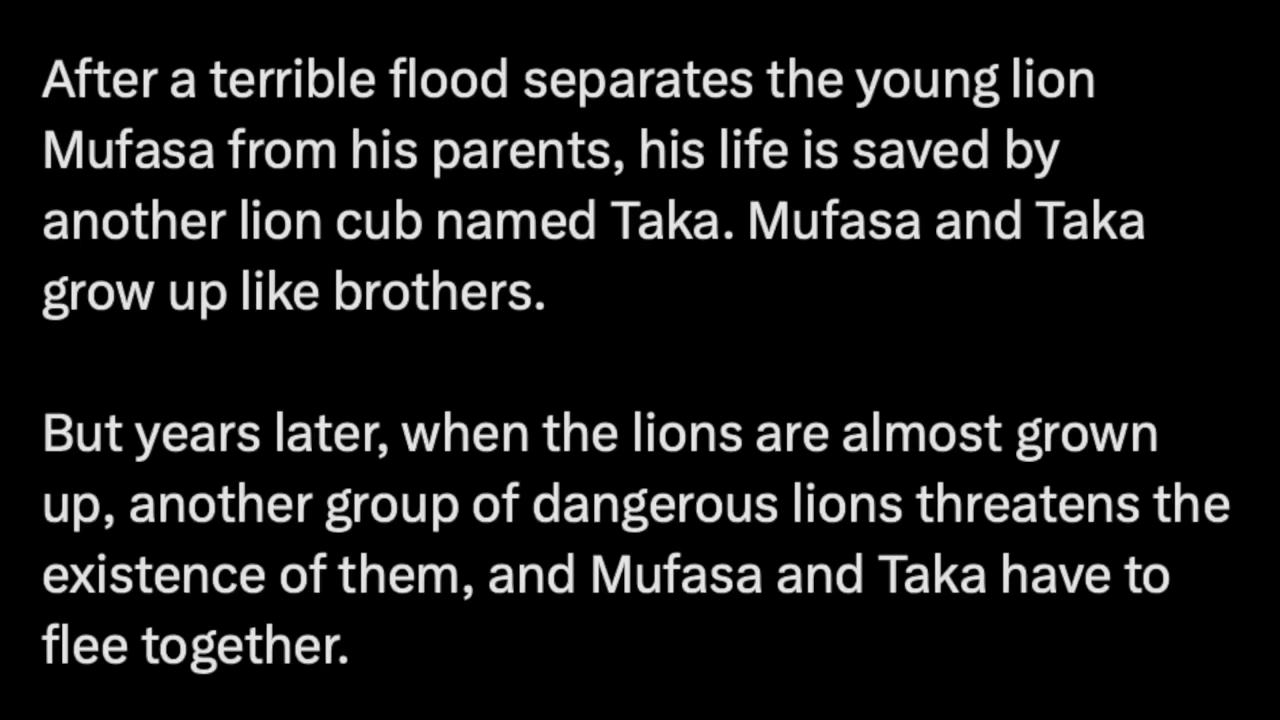 After a terrible flood separates the young lion
Mufasa from his parents, his life is saved by
another lion cub named Taka. Mufasa and Taka
grow up like brothers.
But years later, when the lions are almost grown
up, another group of dangerous lions threatens the
existence of them, and Mufasa and Taka have to
flee together.